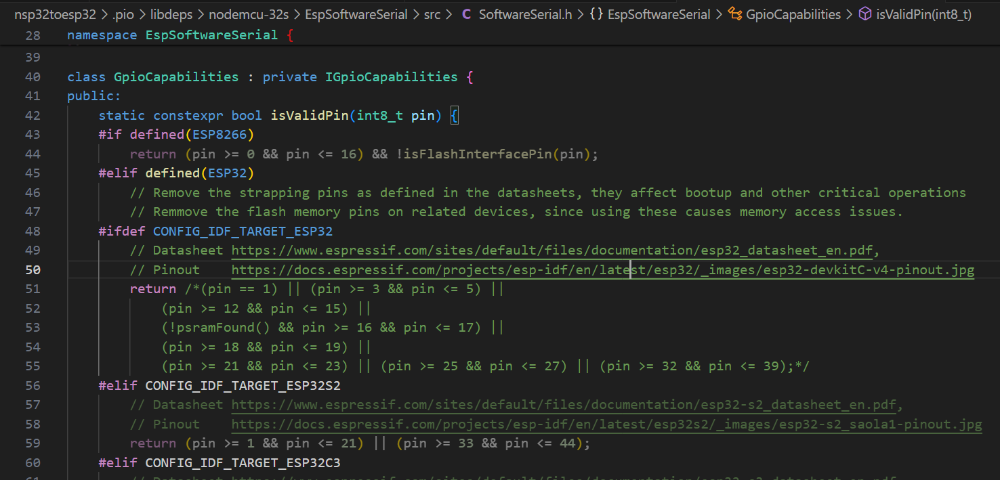 nsp32toesp32 > .pio > libdeps > nodemcu-32s > EspSoftwareSerial > src > C SoftwareSerial.h > {} EspSoftwareSerial > GpioCapabilities > isValidPin(int8_t)
28 namespace EspSoftwareSerial {
39
40 class GpioCapabilities : private IGpioCapabilities {
41 public:
42 static constexpr bool isValidPin(int8_t pin) {
43 #if defined(ESP8266)
44 return (pin >= 0 && pin <= 16) && !isFlashInterfacePin(pin);
45 #elif defined(ESP32)
46 // Remove the strapping pins as defined in the datasheets, they affect bootup and other critical operations
47 // Remmove the flash memory pins on related devices, since using these causes memory access issues.
48 #ifdef CONFIG_IDF_TARGET_ESP32
49 // Datasheet https://www.espressif.com/sites/default/files/documentation/esp32_datasheet_en.pdf,
50 // Pinout https://docs.espressif.com/projects/esp-idf/en/latest/esp32/_images/esp32-devkitC-v4-pinout.jpg
51 return /*(pin == 1) || (pin >= 3 && pin <= 5) ||
52 (pin >= 12 && pin <= 15) ||
53 (!psramFound() && pin >= 16 && pin <= 17) ||
54 (pin >= 18 && pin <= 19) ||
55 (pin >= 21 && pin <= 23) || (pin >= 25 && pin <= 27) || (pin >= 32 && pin <= 39);*/
56 #elif CONFIG_IDF_TARGET_ESP32S2
57 // Datasheet https://www.espressif.com/sites/default/files/documentation/esp32-s2_datasheet_en.pdf,
58 // Pinout https://docs.espressif.com/projects/esp-idf/en/latest/esp32s2/_images/esp32-s2_saola1-pinout.jpg
59 return (pin >= 1 && pin <= 21) || (pin >= 33 && pin <= 44);
60 #elif CONFIG_IDF_TARGET_ESP32C3